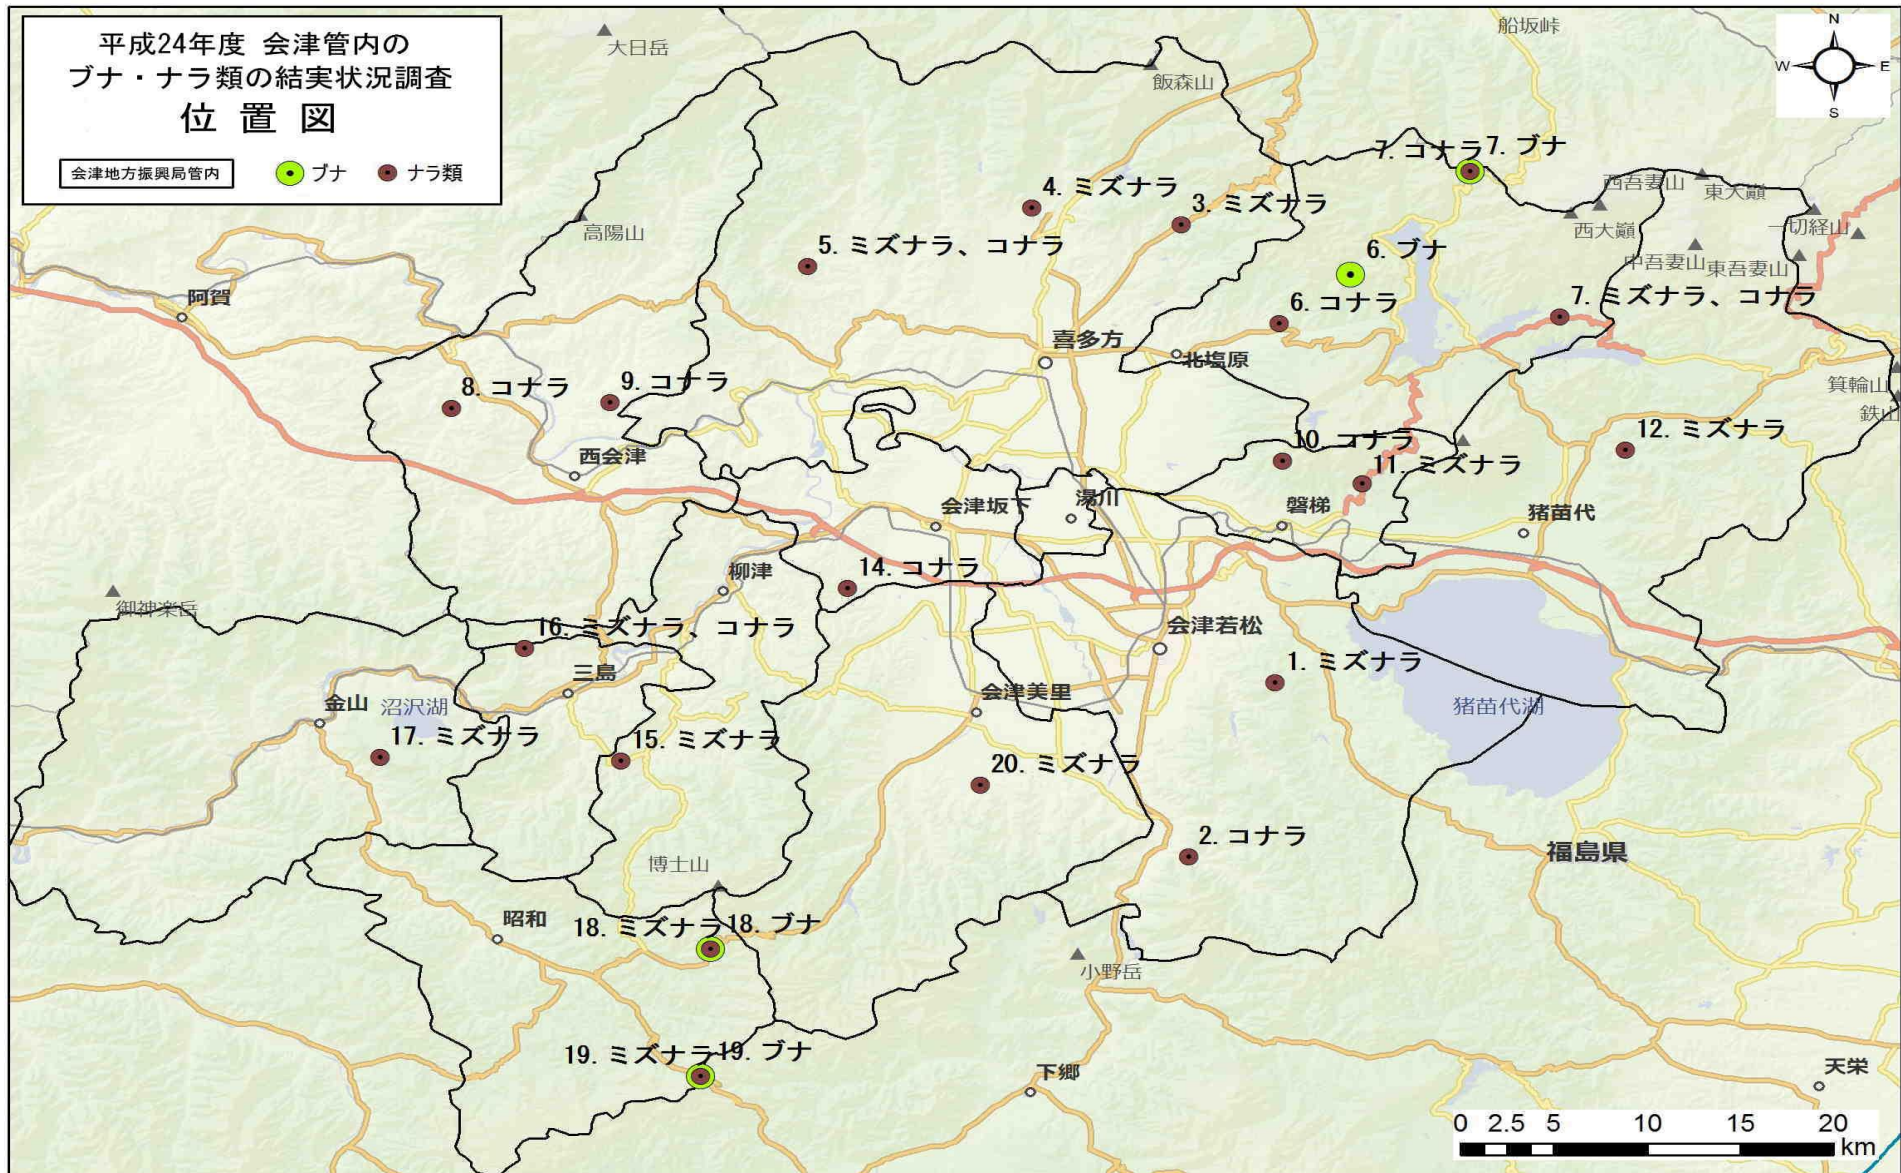 平成24年度 会津管内の
ブナ・ナラ類の結実状況調査
位 置 図
会津地方振興局管内
ブナ
ナラ類
N
W
E
S
船坂峠
大日岳
飯森山
7. コナラ
7. ブナ
西吾妻山
東大巓
4. ミズナラ
3. ミズナラ
高陽山
西大巓
一切経山
5. ミズナラ、コナラ
6. ブナ
中吾妻山
東吾妻山
阿賀
6. コナラ
7. ミズナラ、コナラ
喜多方
北塩原
8. コナラ
9. コナラ
箕輪山
鉄山
10. コナラ
12. ミズナラ
西会津
11. ミズナラ
会津坂下
湯川
磐梯
猪苗代
柳津
14. コナラ
御神楽岳
16. ミズナラ、コナラ
会津若松
三島
1. ミズナラ
金山
沼沢湖
会津美里
猪苗代湖
17. ミズナラ
15. ミズナラ
20. ミズナラ
2. コナラ
福島県
博士山
昭和
18. ミズナラ
18. ブナ
小野岳
19. ミズナラ
19. ブナ
下郷
天栄
0 2.5 5 10 15 20
km